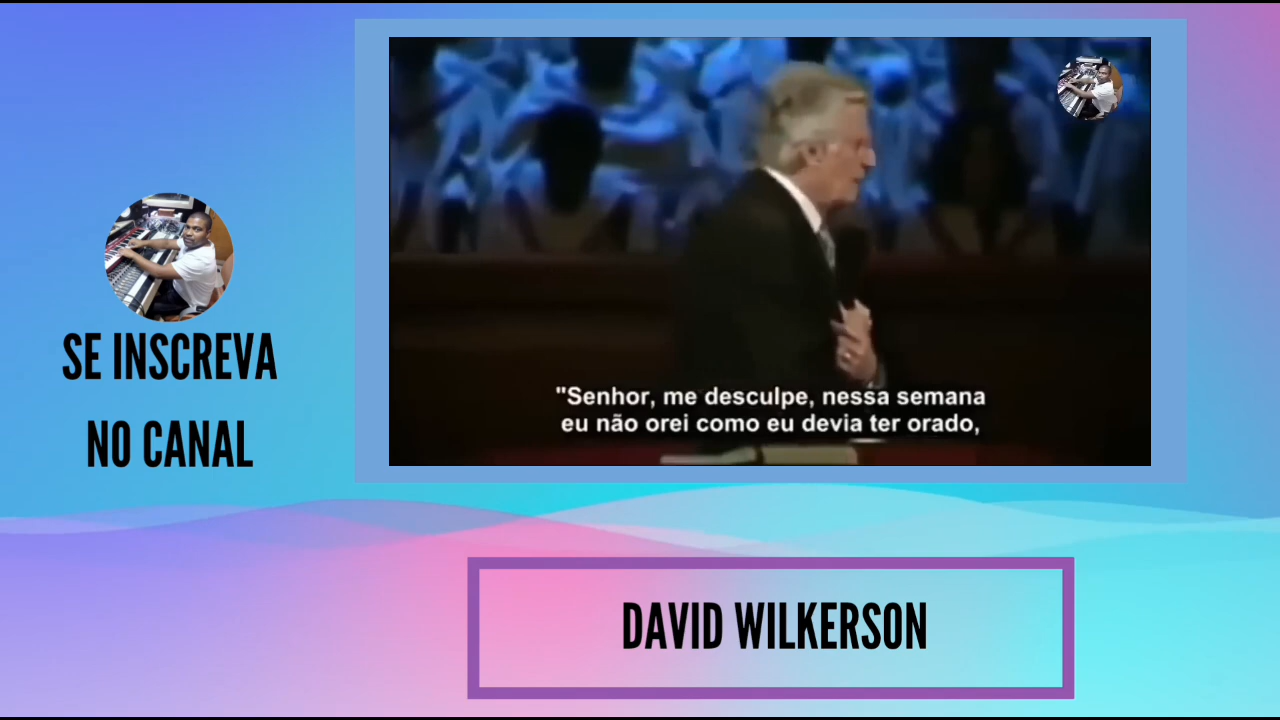 SE INSCREVA
NO CANAL
"Senhor, me desculpe, nessa semana
eu não orei como eu devia ter orado,
DAVID WILKERSON